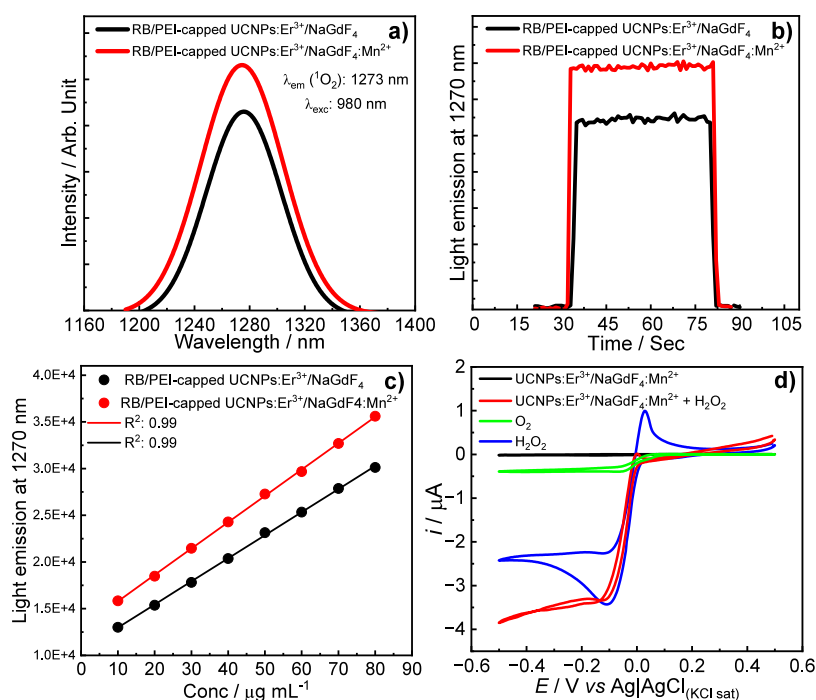 RB/PEI-capped UCNPs:Er³⁺/NaGdF₄
RB/PEI-capped UCNPs:Er³⁺/NaGdF₄:Mn²⁺
a)
λem (¹O₂): 1273 nm
λexc: 980 nm
Intensity / Arb. Unit
1160 1200 1240 1280 1320 1360 1400
Wavelength / nm
RB/PEI-capped UCNPs:Er³⁺/NaGdF₄
RB/PEI-capped UCNPs:Er³⁺/NaGdF₄:Mn²⁺
b)
Light emission at 1270 nm
0 15 30 45 60 75 90 105
Time / Sec
RB/PEI-capped UCNPs:Er³⁺/NaGdF₄
RB/PEI-capped UCNPs:Er³⁺/NaGdF4:Mn²⁺
R²: 0.99
R²: 0.99
c)
Light emission at 1270 nm
4.0E+4
3.5E+4
3.0E+4
2.5E+4
2.0E+4
1.5E+4
1.0E+4
0 10 20 30 40 50 60 70 80 90
Conc / μg mL⁻¹
UCNPs:Er³⁺/NaGdF₄:Mn²⁺
UCNPs:Er³⁺/NaGdF₄:Mn²⁺ + H₂O₂
O₂
H₂O₂
d)
i / μA
2
1
0
−1
−2
−3
−4
−0.6 −0.4 −0.2 0.0 0.2 0.4 0.6
E / V vs Ag|AgCl(KCl sat)